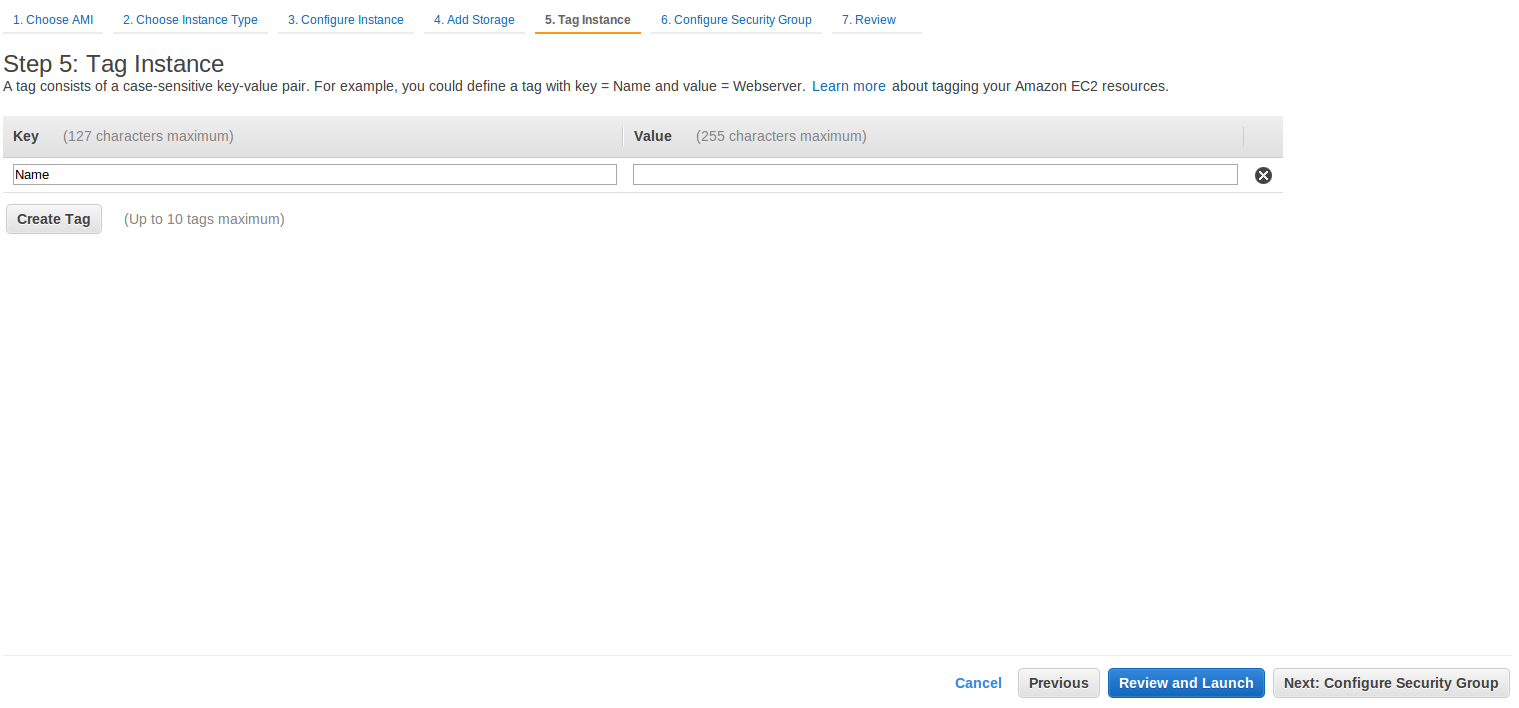 1. Choose AMI 2. Choose Instance Type 3. Configure Instance 4. Add Storage 5. Tag Instance 6. Configure Security Group 7. Review
Step 5: Tag Instance
A tag consists of a case-sensitive key-value pair. For example, you could define a tag with key = Name and value = Webserver. Learn more about tagging your Amazon EC2 resources.
Key (127 characters maximum) Value (255 characters maximum)
Name
Create Tag (Up to 10 tags maximum)
Cancel Previous Review and Launch Next: Configure Security Group